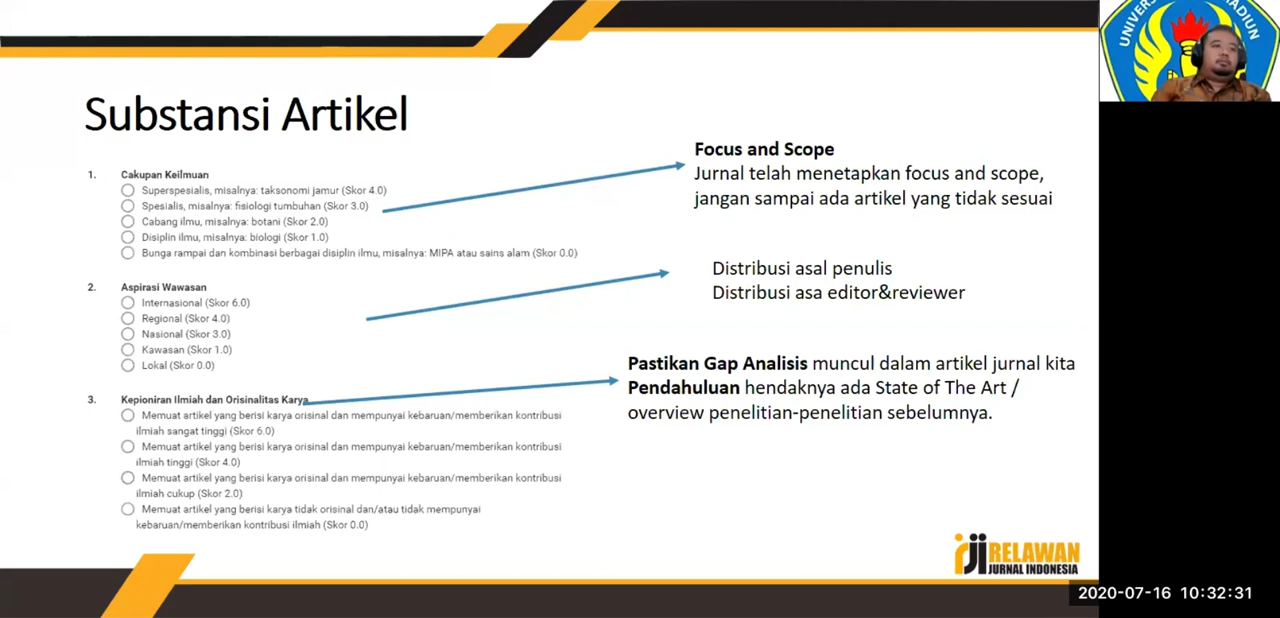 Substansi Artikel
1. Cakupan Keilmuan
Superspesialis, misalnya: taksonomi jamur (Skor 4.0)
Spesialis, misalnya: fisiologi tumbuhan (Skor 3.0)
Cabang ilmu, misalnya: botani (Skor 2.0)
Disiplin ilmu, misalnya: biologi (Skor 1.0)
Bunga rampai dan kombinasi berbagai disiplin ilmu, misalnya: MIPA atau sains alam (Skor 0.0)
2. Aspirasi Wawasan
Internasional (Skor 6.0)
Regional (Skor 4.0)
Nasional (Skor 3.0)
Kawasan (Skor 1.0)
Lokal (Skor 0.0)
3. Kepioniran Ilmiah dan Orisinalitas Karya
Memuat artikel yang berisi karya orisinal dan mempunyai kebaruan/memberikan kontribusi
ilmiah sangat tinggi (Skor 6.0)
Memuat artikel yang berisi karya orisinal dan mempunyai kebaruan/memberikan kontribusi
ilmiah tinggi (Skor 4.0)
Memuat artikel yang berisi karya orisinal dan mempunyai kebaruan/memberikan kontribusi
ilmiah cukup (Skor 2.0)
Memuat artikel yang berisi karya tidak orisinal dan/atau tidak mempunyai
kebaruan/memberikan kontribusi ilmiah (Skor 0.0)
Focus and Scope
Jurnal telah menetapkan focus and scope,
jangan sampai ada artikel yang tidak sesuai
Distribusi asal penulis
Distribusi asa editor&reviewer
Pastikan Gap Analisis muncul dalam artikel jurnal kita
Pendahuluan hendaknya ada State of The Art /
overview penelitian-penelitian sebelumnya.
rji RELAWAN
JURNAL INDONESIA
2020-07-16 10:32:31